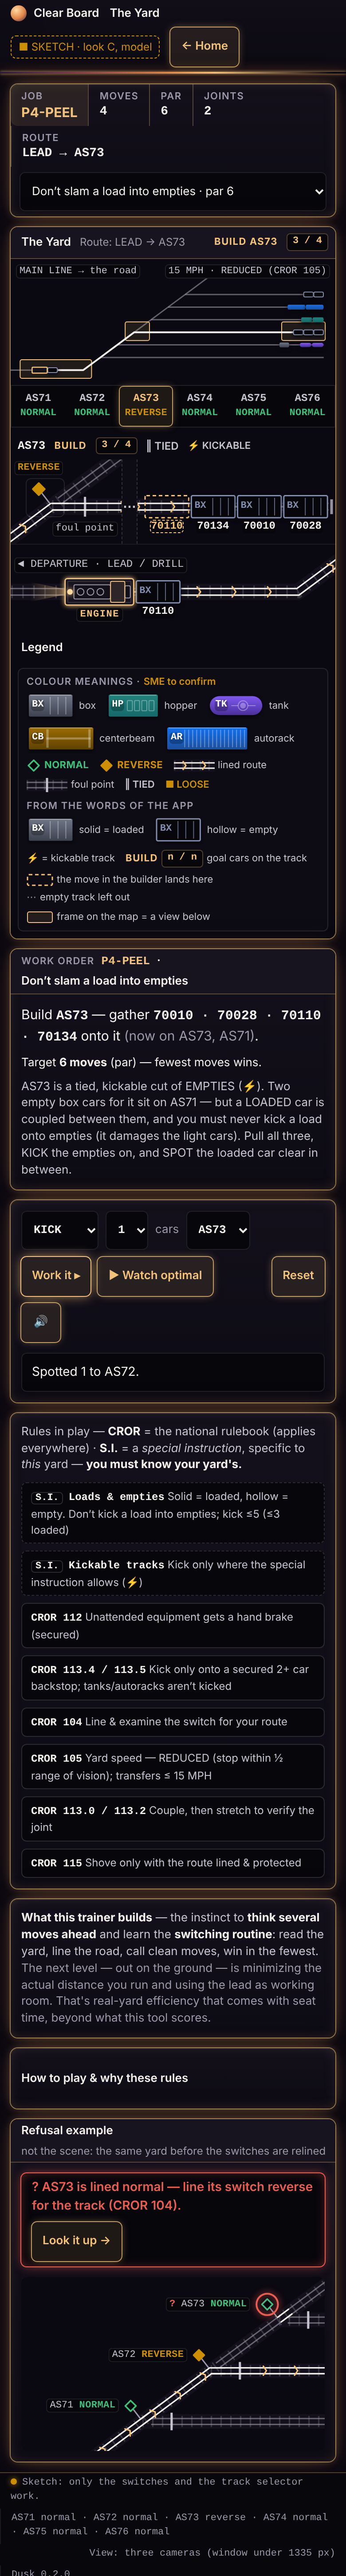 Clear Board The Yard
■ SKETCH · look C, model
← Home
JOB
P4-PEEL
MOVES
4
PAR
6
JOINTS
2
ROUTE
LEAD → AS73
Don't slam a load into empties · par 6
The Yard Route: LEAD → AS73 BUILD AS73 3 / 4
MAIN LINE → the road
15 MPH · REDUCED (CROR 105)
AS71 AS72 AS73 AS74 AS75 AS76
NORMAL NORMAL REVERSE NORMAL NORMAL NORMAL
AS73 BUILD 3 / 4 ‖ TIED ⚡ KICKABLE
REVERSE
BX BX BX
foul point
70110 70134 70010 70028
◄ DEPARTURE · LEAD / DRILL
BX
ENGINE
70110
Legend
COLOUR MEANINGS · SME to confirm
BX box HP hopper TK tank
CB centerbeam AR autorack
NORMAL REVERSE lined route
foul point ‖ TIED ■ LOOSE
FROM THE WORDS OF THE APP
BX solid = loaded BX hollow = empty
⚡ = kickable track BUILD n / n goal cars on the track
the move in the builder lands here
··· empty track left out
frame on the map = a view below
WORK ORDER P4-PEEL ·
Don't slam a load into empties
Build AS73 — gather 70010 · 70028 · 70110
· 70134 onto it (now on AS73, AS71).
Target 6 moves (par) — fewest moves wins.
AS73 is a tied, kickable cut of EMPTIES (⚡). Two
empty box cars for it sit on AS71 — but a LOADED car is
coupled between them, and you must never kick a load
onto empties (it damages the light cars). Pull all three,
KICK the empties on, and SPOT the loaded car clear in
between.
KICK 1 cars AS73
Work it ▸
▶ Watch optimal
Reset
🔊
Spotted 1 to AS72.
Rules in play — CROR = the national rulebook (applies
everywhere) · S.I. = a special instruction, specific to
this yard — you must know your yard's.
S.I. Loads & empties Solid = loaded, hollow =
empty. Don't kick a load into empties; kick ≤5 (≤3
loaded)
S.I. Kickable tracks Kick only where the special
instruction allows (⚡)
CROR 112 Unattended equipment gets a hand brake
(secured)
CROR 113.4 / 113.5 Kick only onto a secured 2+ car
backstop; tanks/autoracks aren't kicked
CROR 104 Line & examine the switch for your route
CROR 105 Yard speed — REDUCED (stop within ½
range of vision); transfers ≤ 15 MPH
CROR 113.0 / 113.2 Couple, then stretch to verify the
joint
CROR 115 Shove only with the route lined & protected
What this trainer builds — the instinct to think several
moves ahead and learn the switching routine: read the
yard, line the road, call clean moves, win in the fewest.
The next level — out on the ground — is minimizing the
actual distance you run and using the lead as working
room. That's real-yard efficiency that comes with seat
time, beyond what this tool scores.
How to play & why these rules
Refusal example
not the scene: the same yard before the switches are relined
? AS73 is lined normal — line its switch reverse
for the track (CROR 104).
Look it up →
? AS73 NORMAL
AS72 REVERSE
AS71 NORMAL
Sketch: only the switches and the track selector
work.
AS71 normal · AS72 normal · AS73 reverse · AS74 normal
· AS75 normal · AS76 normal
View: three cameras (window under 1335 px)
Dusk 0.2.0